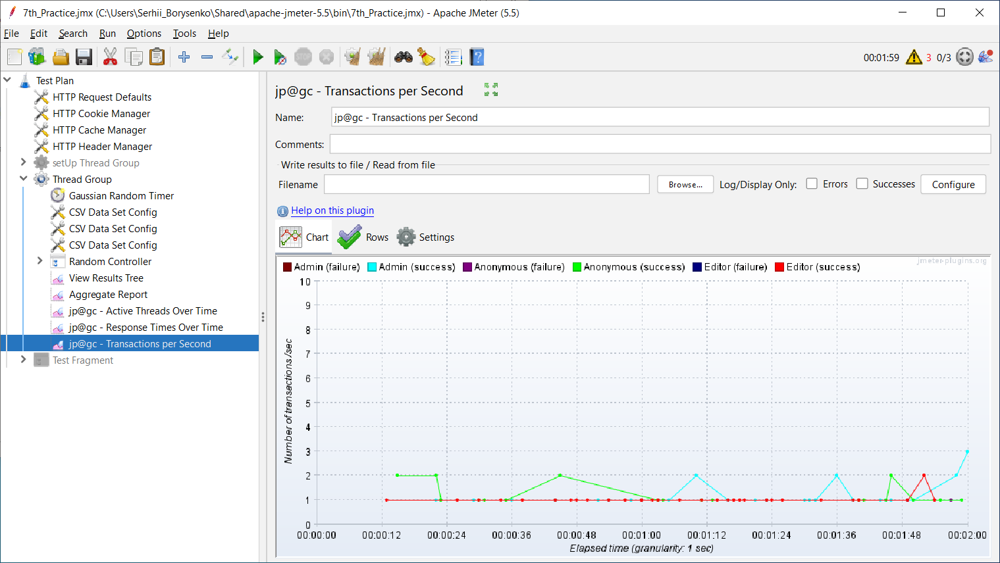 7th_Practice.jmx (C:\Users\Serhii_Borysenko\Shared\apache-jmeter-5.5\bin\7th_Practice.jmx) - Apache JMeter (5.5)
File Edit Search Run Options Tools Help
STOP 00:01:59 3 0/3
Test Plan
HTTP Request Defaults
HTTP Cookie Manager
HTTP Cache Manager
HTTP Header Manager
setUp Thread Group
Thread Group
Gaussian Random Timer
CSV Data Set Config
CSV Data Set Config
CSV Data Set Config
Random Controller
View Results Tree
Aggregate Report
jp@gc - Active Threads Over Time
jp@gc - Response Times Over Time
jp@gc - Transactions per Second
Test Fragment
jp@gc - Transactions per Second
Name: jp@gc - Transactions per Second
Comments:
Write results to file / Read from file
Filename Browse... Log/Display Only: Errors Successes Configure
Help on this plugin
Chart Rows Settings
Admin (failure) Admin (success) Anonymous (failure) Anonymous (success) Editor (failure) Editor (success)
jmeter-plugins.org
Number of transactions /sec
10
9
8
7
6
5
4
3
2
1
0
00:00:00 00:00:12 00:00:24 00:00:36 00:00:48 00:01:00 00:01:12 00:01:24 00:01:36 00:01:48 00:02:00
Elapsed time (granularity: 1 sec)